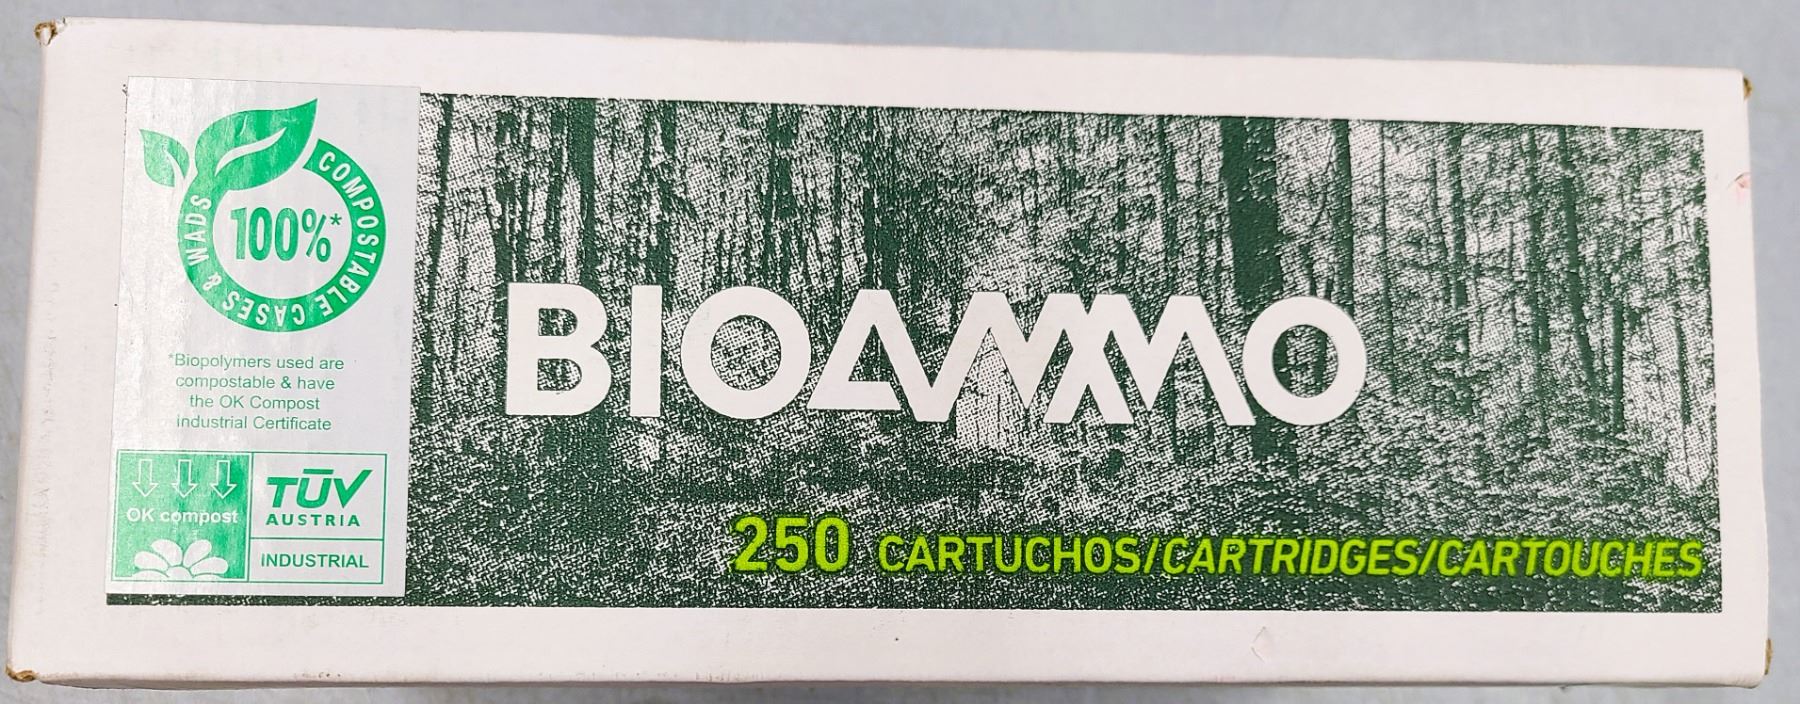 COMPOSTABLE CASES & WADS
100%*
*Biopolymers used are
compostable & have
the OK Compost
industrial Certificate
OK compost
TÜV
AUSTRIA
INDUSTRIAL
BIOAMMO
250 CARTUCHOS/CARTRIDGES/CARTOUCHES